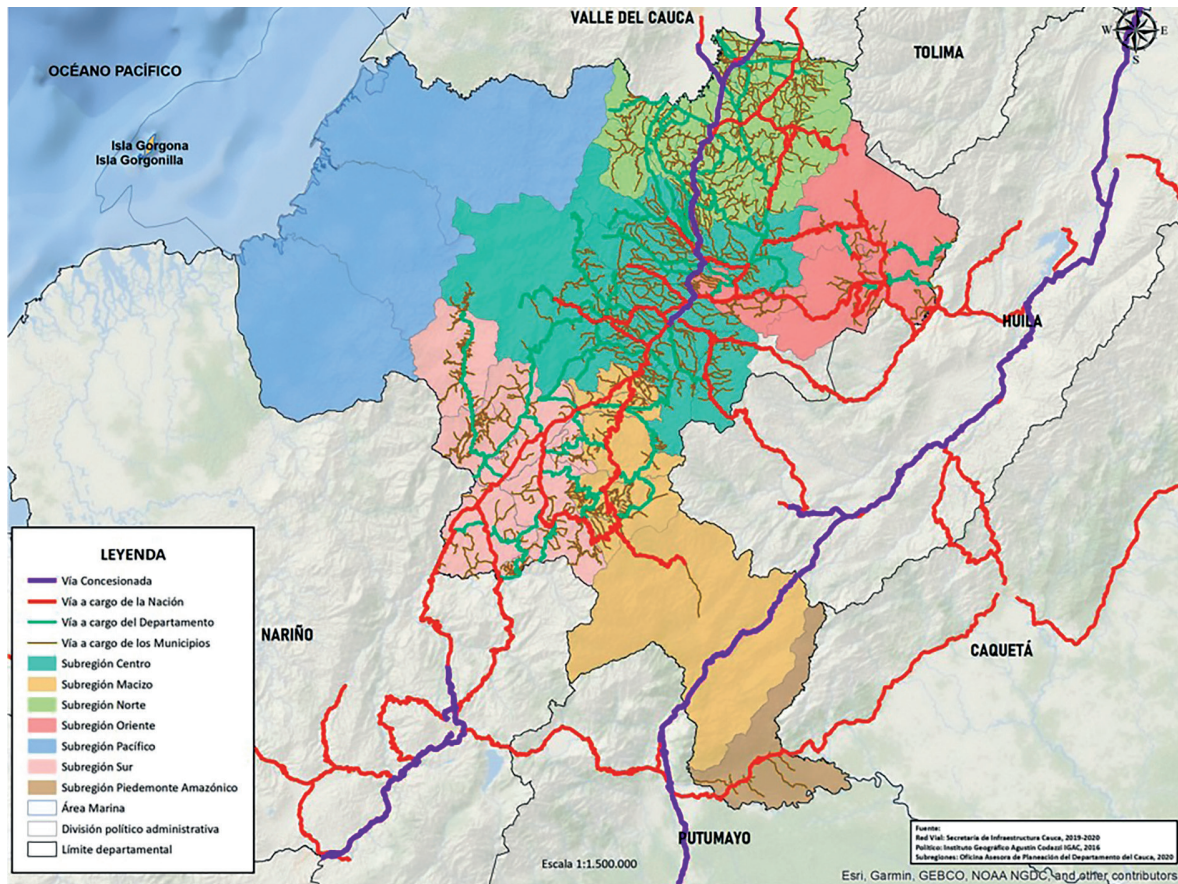 VALLE DEL CAUCA
TOLIMA
W
E
S
OCÉANO PACÍFICO
Isla Gorgona
Isla Gorgonilla
HUILA
NARIÑO
CAQUETÁ
PUTUMAYO
LEYENDA
Vía Concesionada
Vía a cargo de la Nación
Vía a cargo del Departamento
Vía a cargo de los Municipios
Subregión Centro
Subregión Macizo
Subregión Norte
Subregión Oriente
Subregión Pacífico
Subregión Sur
Subregión Piedemonte Amazónico
Área Marina
División político administrativa
Límite departamental
Escala 1:1.500.000
Fuente:
Red Vial: Secretaría de Infraestructura Cauca, 2019-2020
Político: Instituto Geográfico Agustín Codazzi IGAC, 2016
Subregiones: Oficina Asesora de Planeación del Departamento del Cauca, 2020
Esri, Garmin, GEBCO, NOAA NGDC, and other contributors